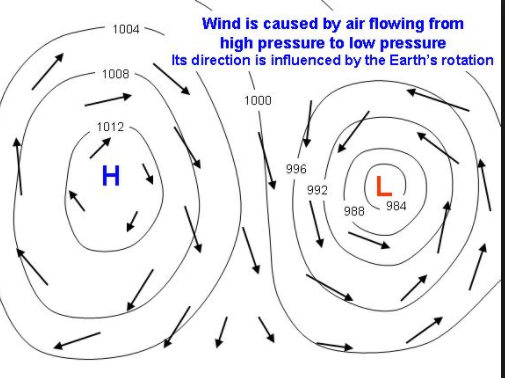 Wind is caused by air flowing from
high pressure to low pressure
Its direction is influenced by the Earth's rotation
1004
1008
1000
1012
996
H
L
992
984
988